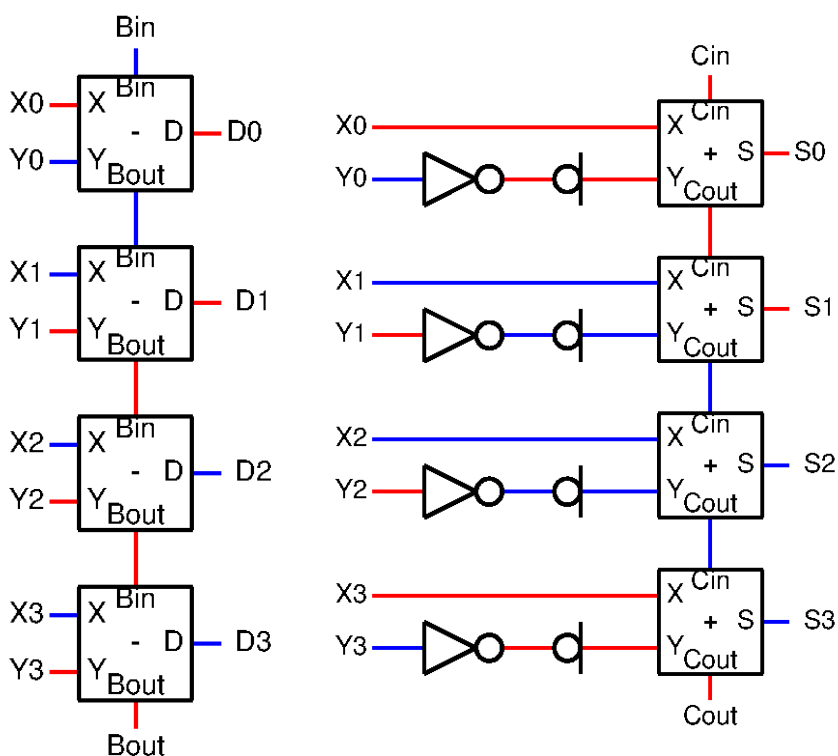 Bin
X0 X Bin - D D0
Y0 Y Bout
X1 X Bin - D D1
Y1 Y Bout
X2 X Bin - D D2
Y2 Y Bout
X3 X Bin - D D3
Y3 Y Bout
Bout
Cin
X0 X Cin + S S0
Y0 Y Cout
X1 X Cin + S S1
Y1 Y Cout
X2 X Cin + S S2
Y2 Y Cout
X3 X Cin + S S3
Y3 Y Cout
Cout